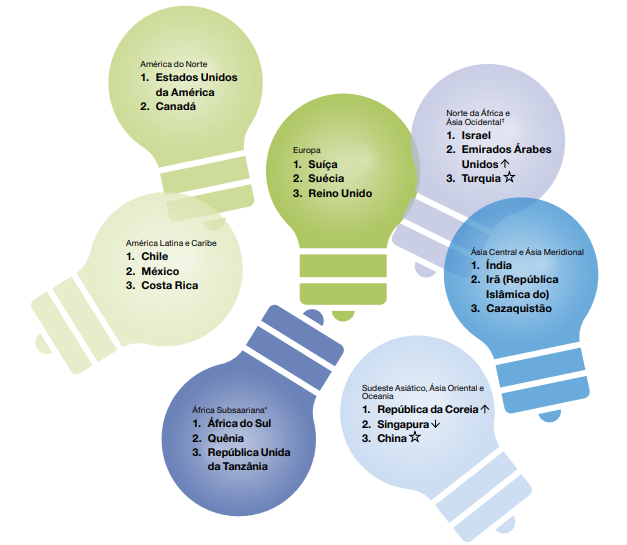 América do Norte
1. Estados Unidos
da América
2. Canadá
Europa
1. Suíça
2. Suécia
3. Reino Unido
Norte da África e
Ásia Ocidental†
1. Israel
2. Emirados Árabes
Unidos ↑
3. Turquia ☆
América Latina e Caribe
1. Chile
2. México
3. Costa Rica
Ásia Central e Ásia Meridional
1. Índia
2. Irã (República
Islâmica do)
3. Cazaquistão
África Subsaariana*
1. África do Sul
2. Quênia
3. República Unida
da Tanzânia
Sudeste Asiático, Ásia Oriental e
Oceania
1. República da Coreia ↑
2. Singapura ↓
3. China ☆